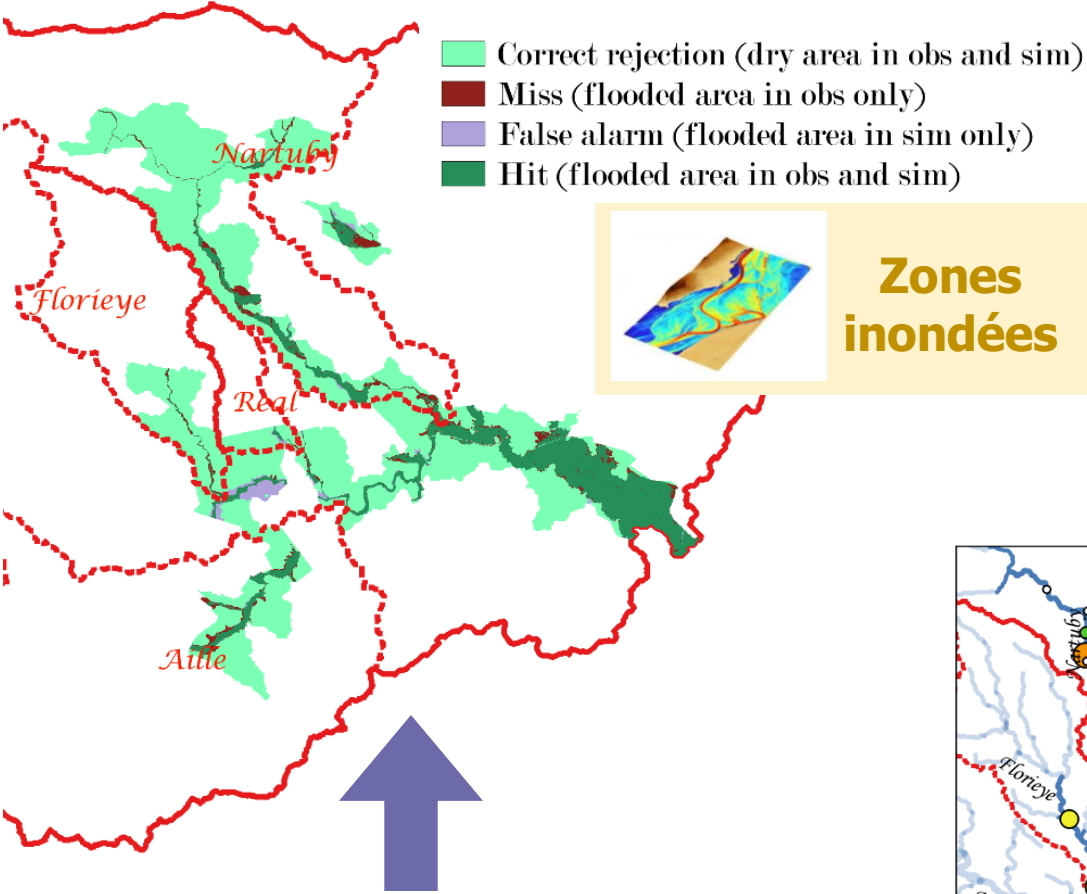 Correct rejection (dry area in obs and sim)
Miss (flooded area in obs only)
False alarm (flooded area in sim only)
Hit (flooded area in obs and sim)
Nartuby
Zones
inondées
Florieye
Real
Aille
Nartuby
Florieye